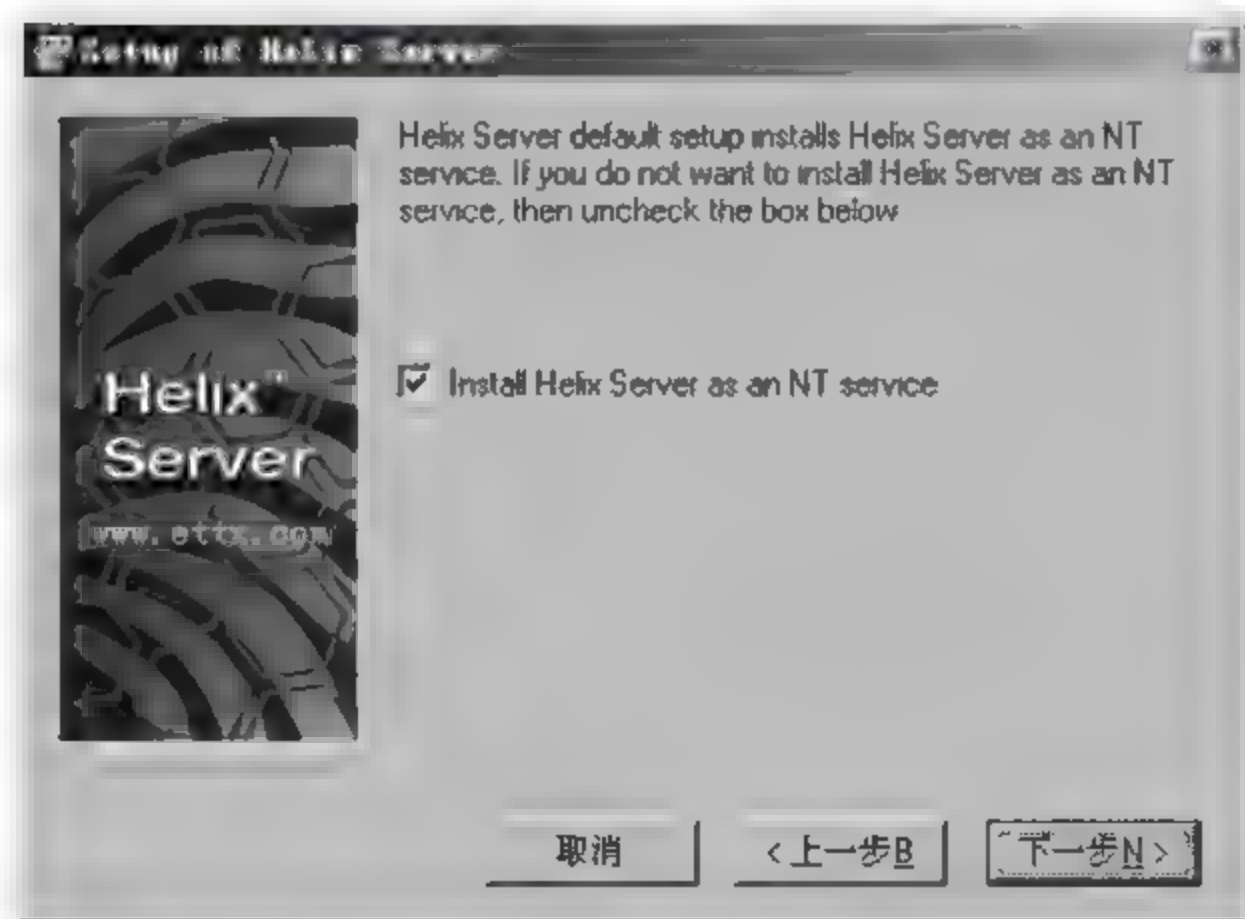 Setup of Helix Server
Helix Server default setup installs Helix Server as an NT
service. If you do not want to install Helix Server as an NT
service, then uncheck the box below
Install Helix Server as an NT service
Helix™
Server
www.ettx.com
取消
<上一步B
下一步N>